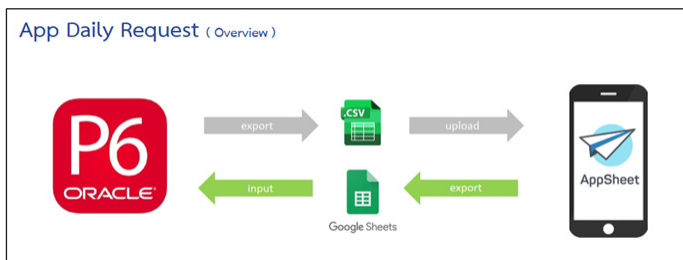 App Daily Request ( Overview )
P6
ORACLE
export
.CSV
upload
AppSheet
input
export
Google Sheets